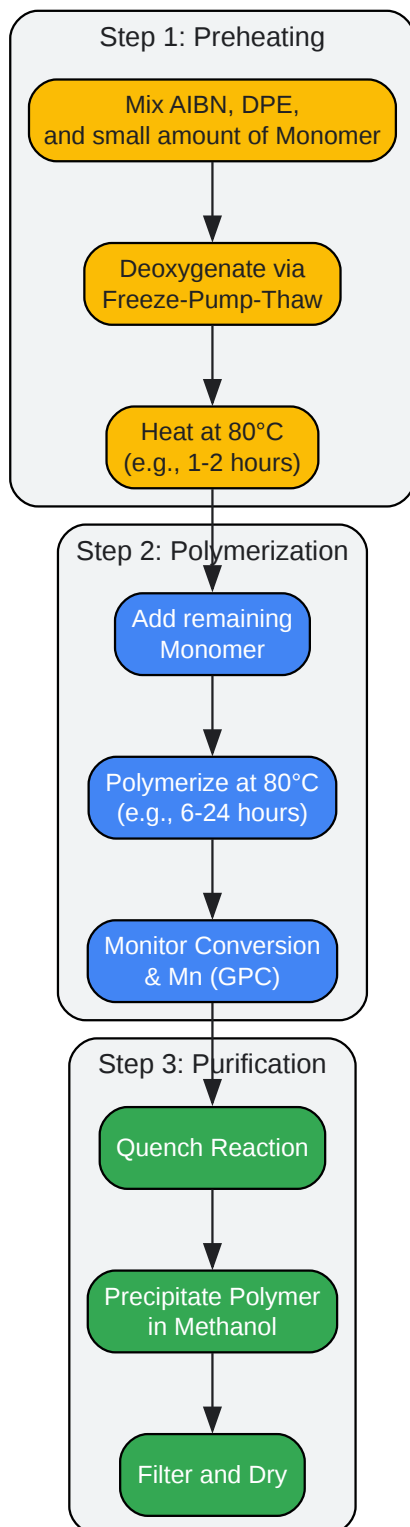 Step 1: Preheating
Mix AIBN, DPE,
and small amount of Monomer
Deoxygenate via
Freeze-Pump-Thaw
Heat at 80°C
(e.g., 1-2 hours)
Step 2: Polymerization
Add remaining
Monomer
Polymerize at 80°C
(e.g., 6-24 hours)
Monitor Conversion
& Mn (GPC)
Step 3: Purification
Quench Reaction
Precipitate Polymer
in Methanol
Filter and Dry